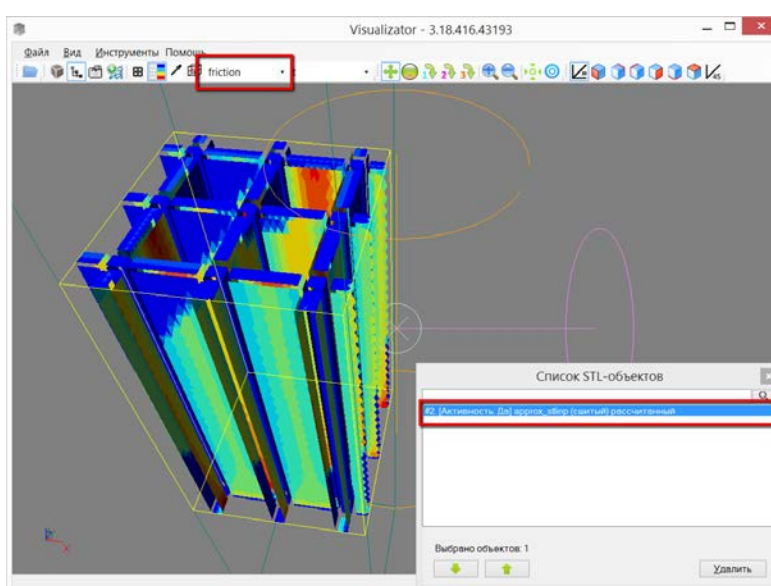 Visualizator - 3.18.416.43193
Файл Вид Инструменты Помощь
friction
Список STL-объектов
#2. [Активность: Да] approx_stlinp (сшитый) рассчитанный
Выбрано объектов: 1
Удалить